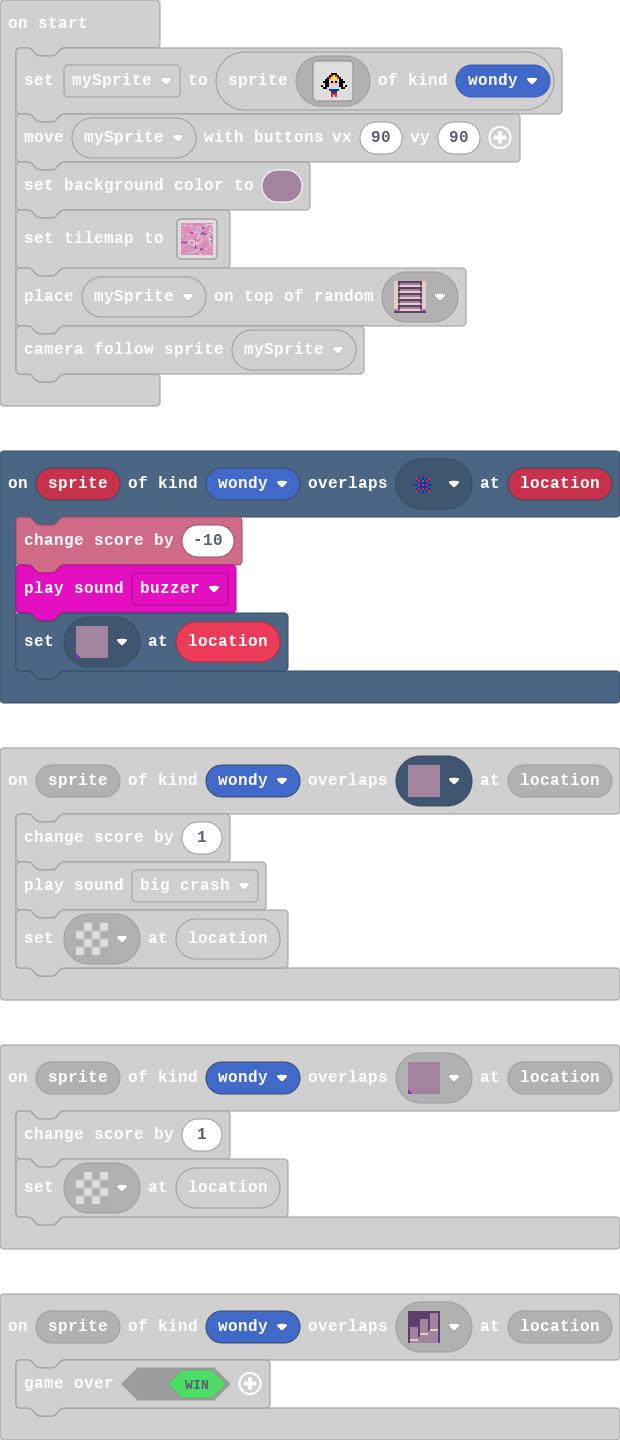 on start
set mySprite to sprite of kind wondy
move mySprite with buttons vx 90 vy 90
set background color to
set tilemap to
place mySprite on top of random
camera follow sprite mySprite
on sprite of kind wondy overlaps at location
change score by -10
play sound buzzer
set at location
on sprite of kind wondy overlaps at location
change score by 1
play sound big crash
set at location
on sprite of kind wondy overlaps at location
change score by 1
set at location
on sprite of kind wondy overlaps at location
game over WIN